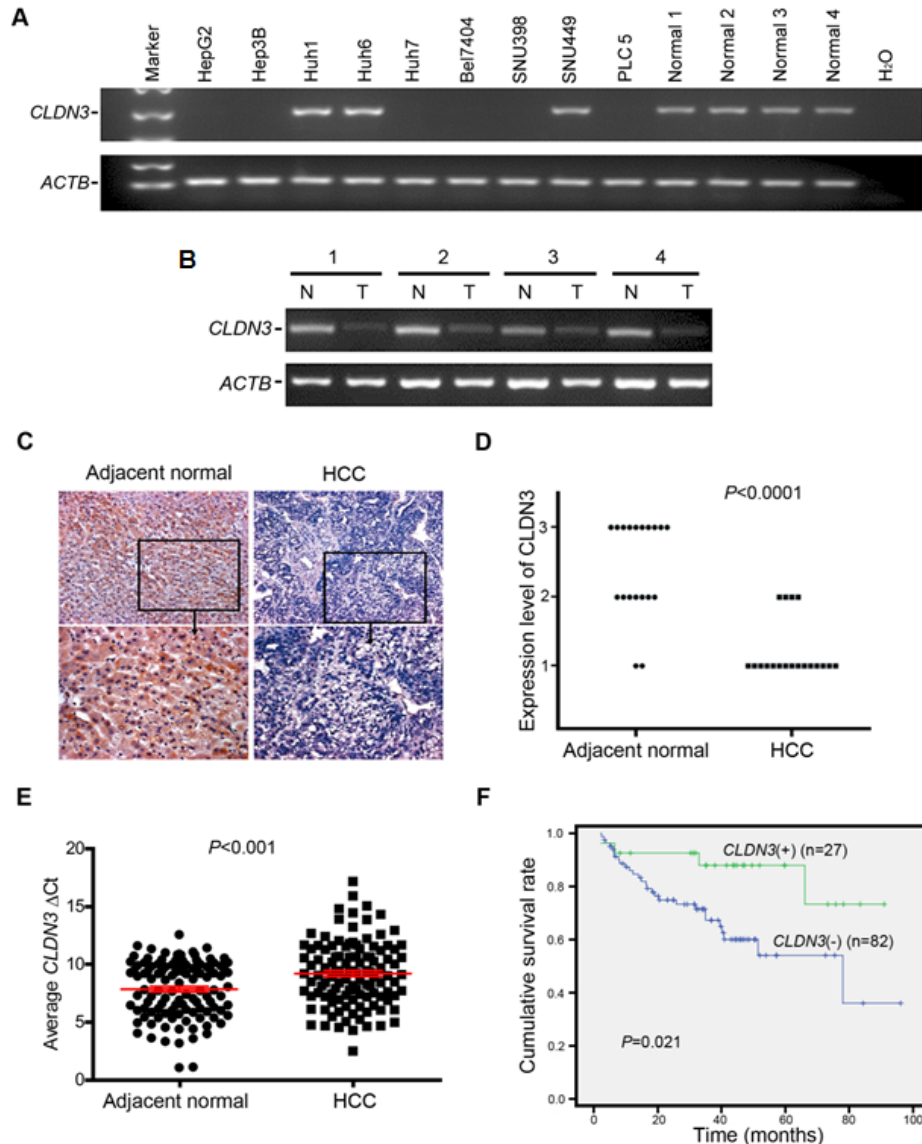 A
Marker
HepG2
Hep3B
Huh1
Huh6
Huh7
Bel7404
SNU398
SNU449
PLC 5
Normal 1
Normal 2
Normal 3
Normal 4
H₂O
CLDN3
ACTB
B
1 2 3 4
N T N T N T N T
CLDN3
ACTB
C
Adjacent normal HCC
D
P<0.0001
Expression level of CLDN3
3
2
1
Adjacent normal HCC
E
P<0.001
Average CLDN3 ΔCt
20
15
10
5
0
Adjacent normal HCC
F
Cumulative survival rate
1.0
0.8
0.6
0.4
0.2
0.0
CLDN3(+) (n=27)
CLDN3(-) (n=82)
P=0.021
0 20 40 60 80 100
Time (months)